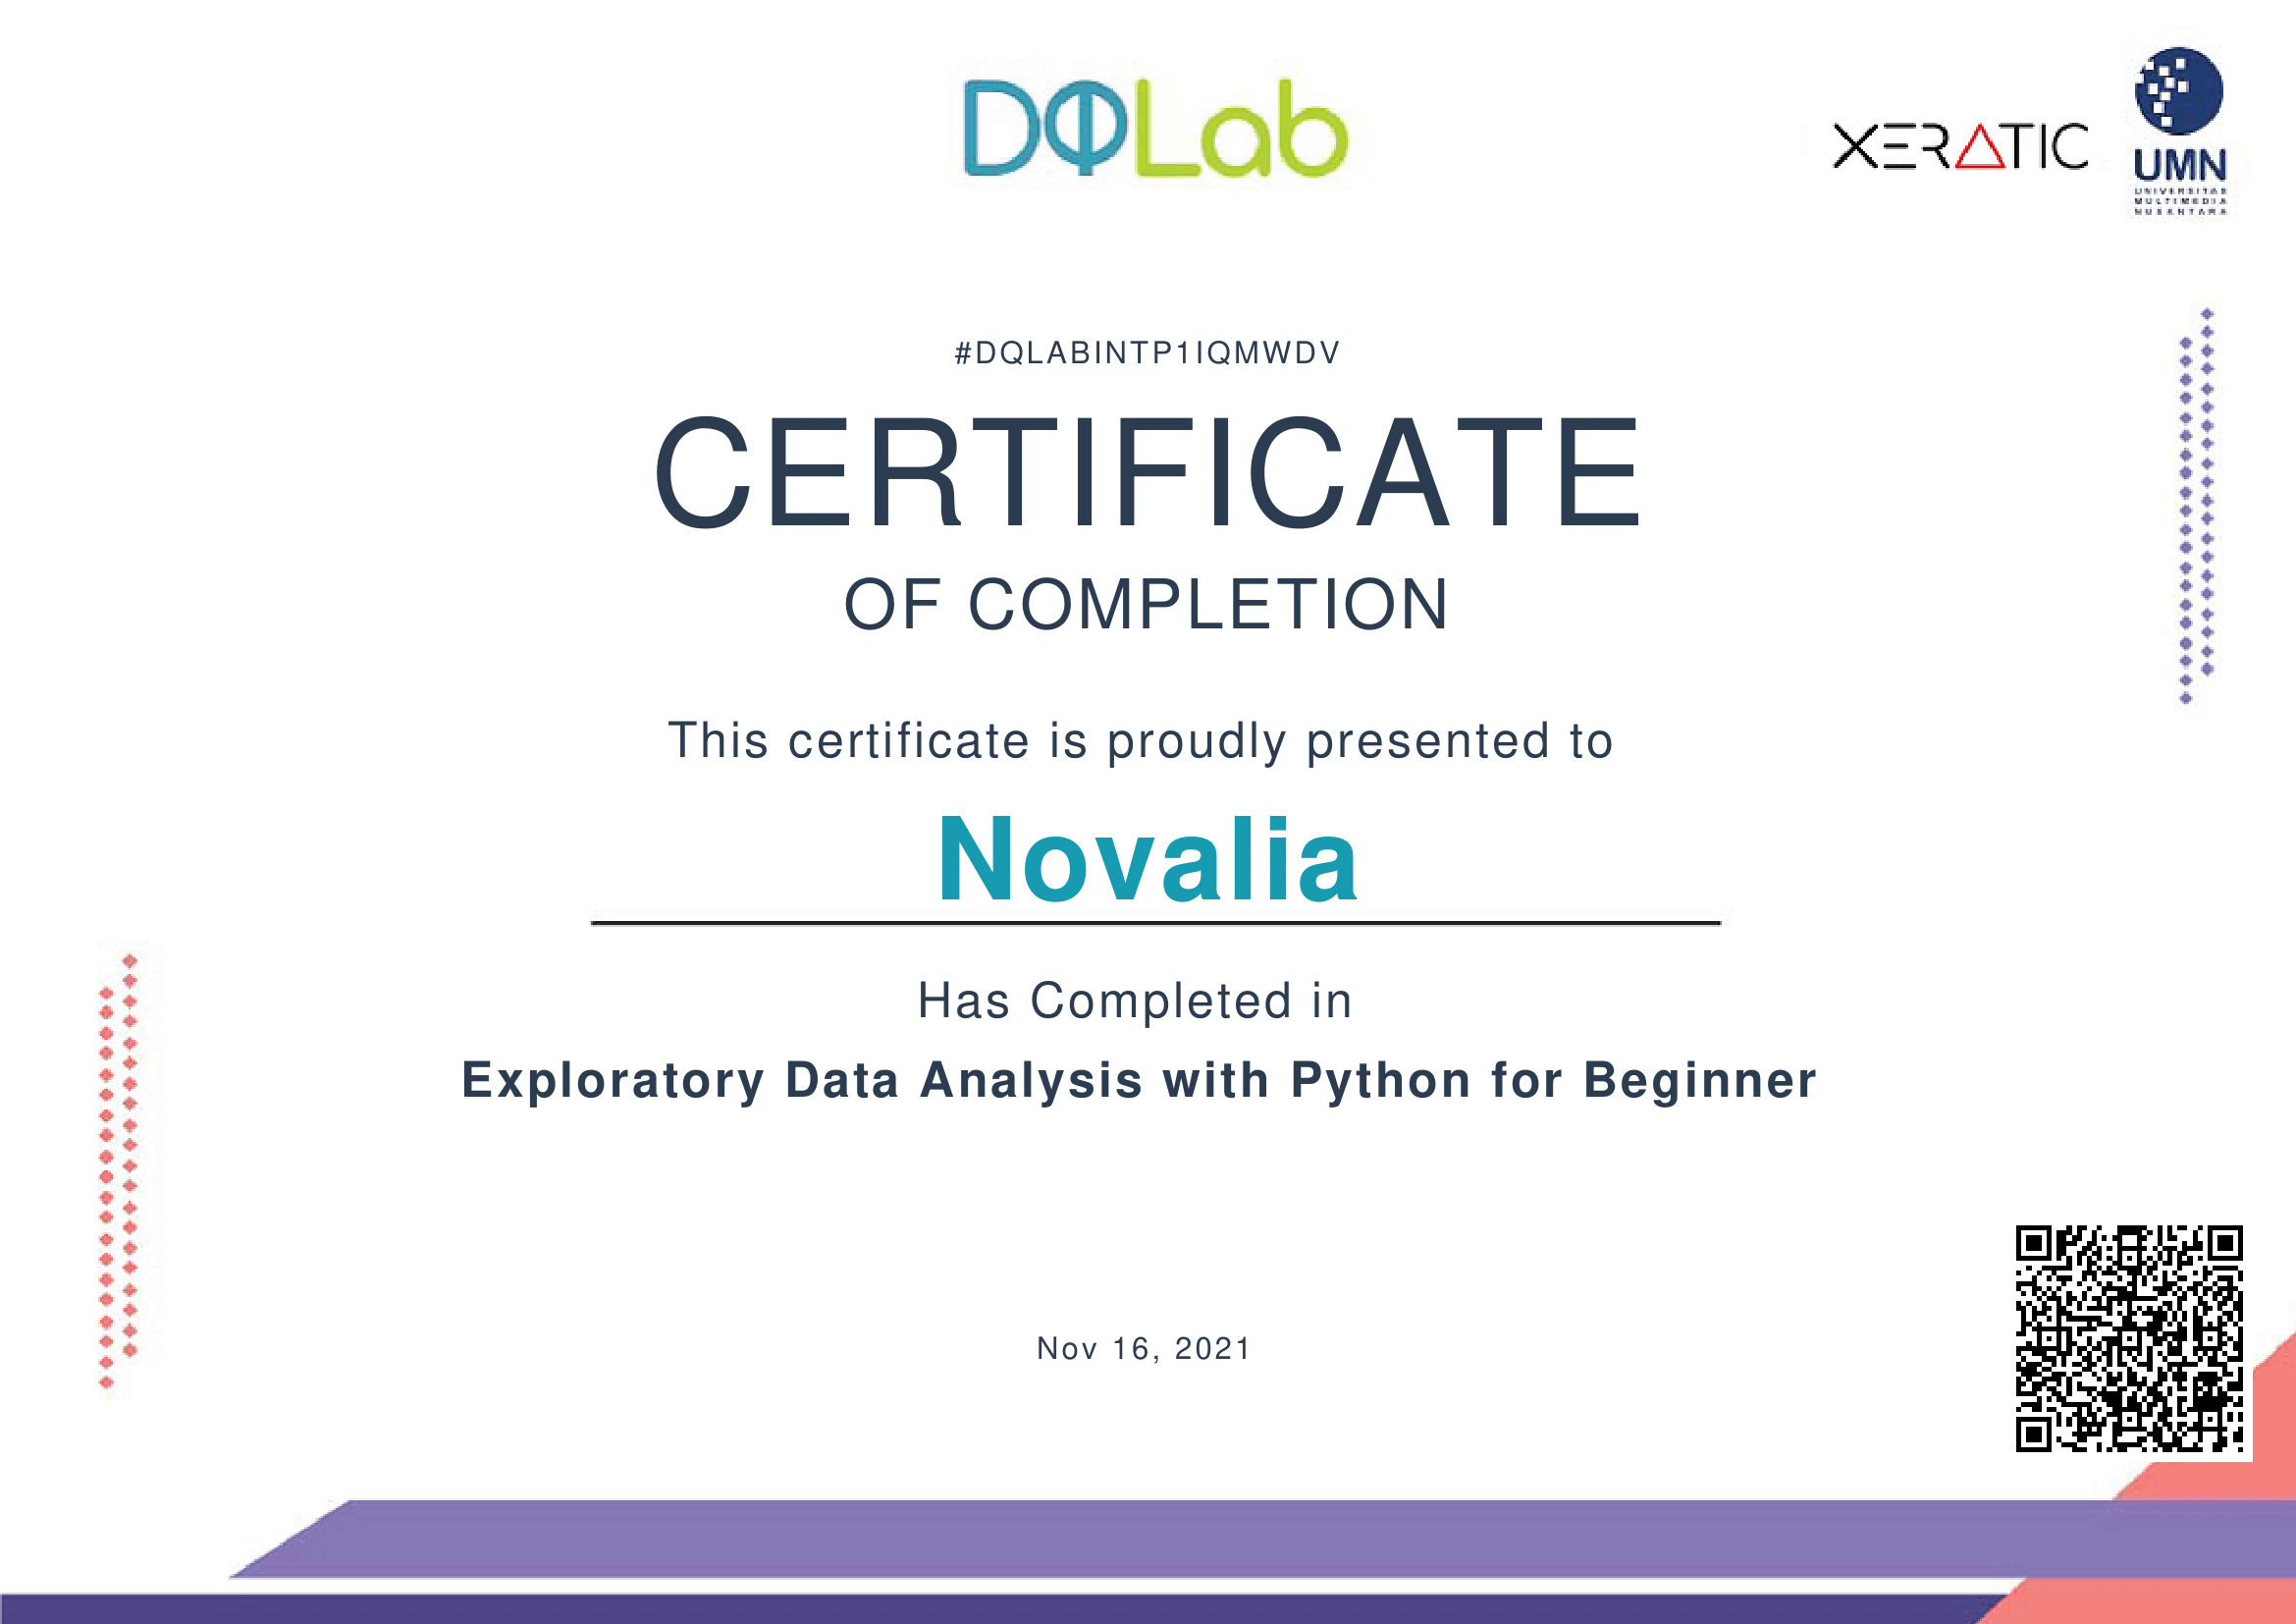 DQLab
XERATIC
UMN
UNIVERSITAS
MULTIMEDIA
NUSANTARA
#DQLABINTP1IQMWDV
CERTIFICATE
OF COMPLETION
This certificate is proudly presented to
Novalia
Has Completed in
Exploratory Data Analysis with Python for Beginner
Nov 16, 2021